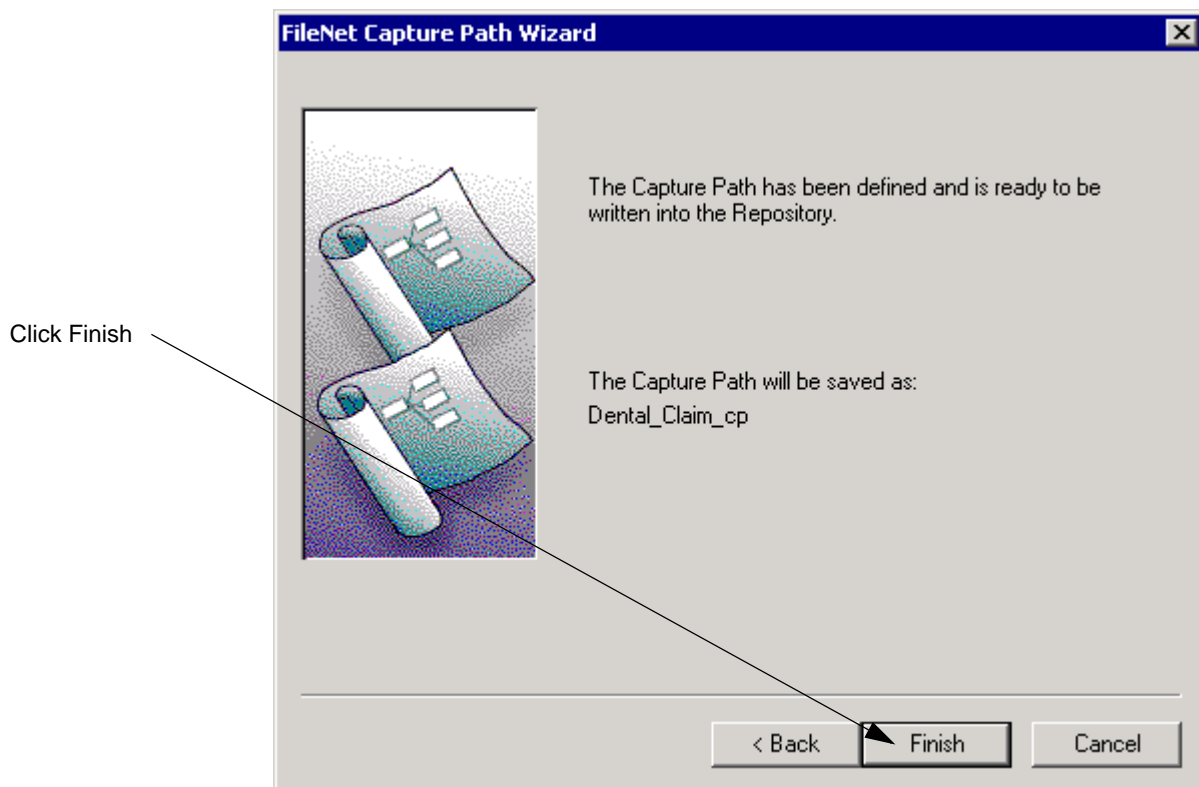 FileNet Capture Path Wizard
The Capture Path has been defined and is ready to be
written into the Repository.
Click Finish
The Capture Path will be saved as:
Dental_Claim_cp
< Back
Finish
Cancel